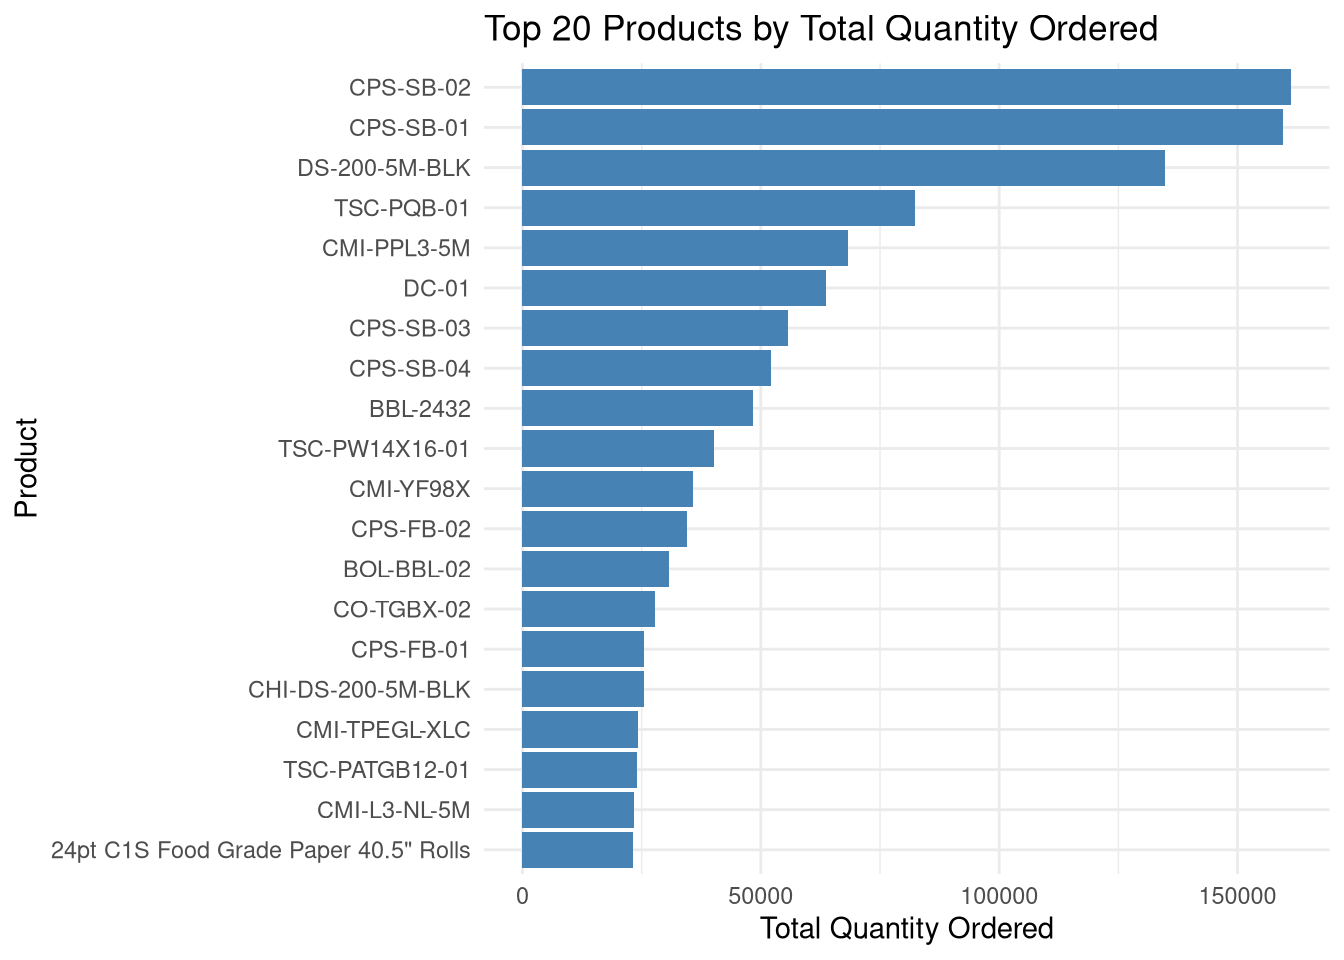 Top 20 Products by Total Quantity Ordered
CPS-SB-02
CPS-SB-01
DS-200-5M-BLK
TSC-PQB-01
CMI-PPL3-5M
DC-01
CPS-SB-03
CPS-SB-04
BBL-2432
TSC-PW14X16-01
CMI-YF98X
CPS-FB-02
BOL-BBL-02
CO-TGBX-02
CPS-FB-01
CHI-DS-200-5M-BLK
CMI-TPEGL-XLC
TSC-PATGB12-01
CMI-L3-NL-5M
24pt C1S Food Grade Paper 40.5" Rolls
Product
0 50000 100000 150000
Total Quantity Ordered